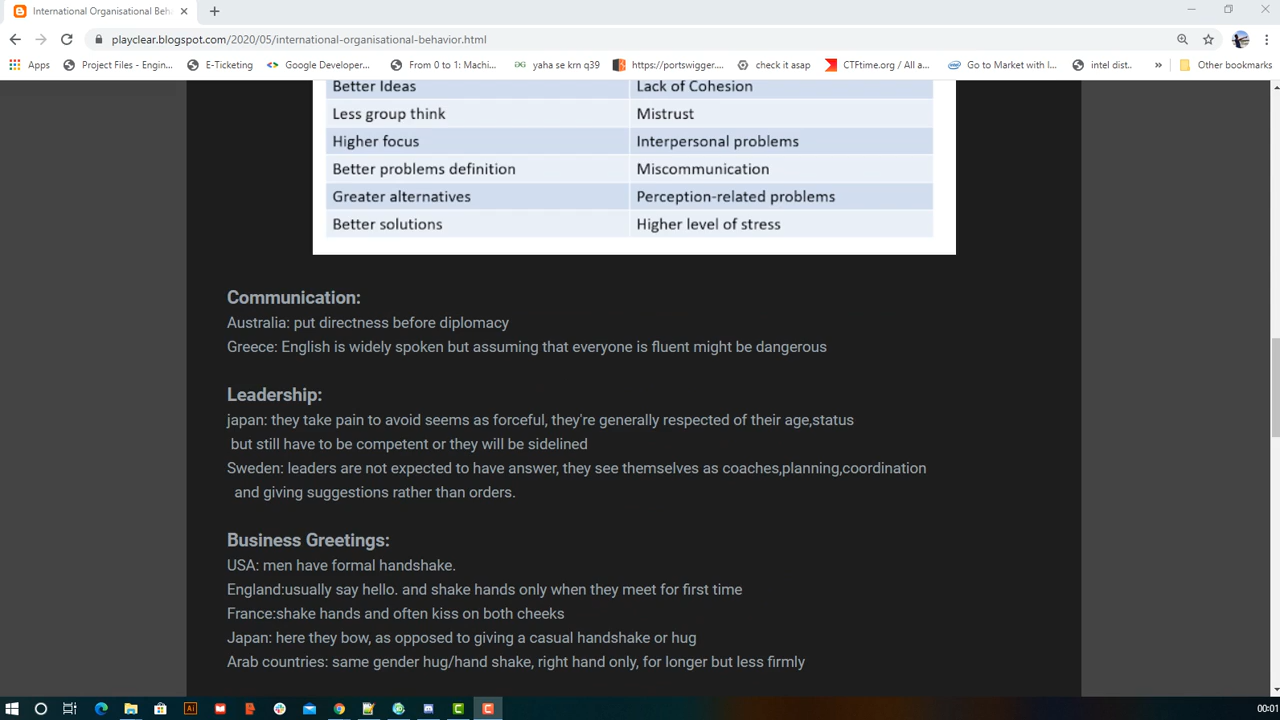 International Organisational Beh
playclear.blogspot.com/2020/05/international-organisational-behavior.html
Apps Project Files - Engin... E-Ticketing Google Developer... From 0 to 1: Machi... yaha se krn q39 https://portswigger.... check it asap CTFtime.org / All a... Go to Market with I... intel dist.. » Other bookmarks
Better Ideas Lack of Cohesion
Less group think Mistrust
Higher focus Interpersonal problems
Better problems definition Miscommunication
Greater alternatives Perception-related problems
Better solutions Higher level of stress
Communication:
Australia: put directness before diplomacy
Greece: English is widely spoken but assuming that everyone is fluent might be dangerous
Leadership:
japan: they take pain to avoid seems as forceful, they're generally respected of their age,status
but still have to be competent or they will be sidelined
Sweden: leaders are not expected to have answer, they see themselves as coaches,planning,coordination
and giving suggestions rather than orders.
Business Greetings:
USA: men have formal handshake.
England:usually say hello. and shake hands only when they meet for first time
France:shake hands and often kiss on both cheeks
Japan: here they bow, as opposed to giving a casual handshake or hug
Arab countries: same gender hug/hand shake, right hand only, for longer but less firmly
Ai 00:01